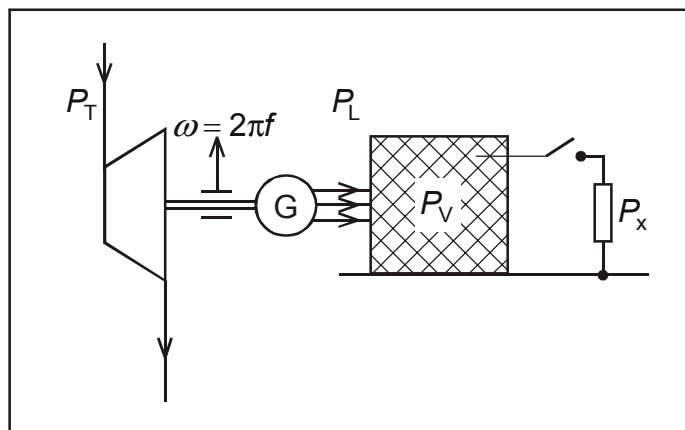 P_T
ω = 2πf
P_L
G
P_V
P_x